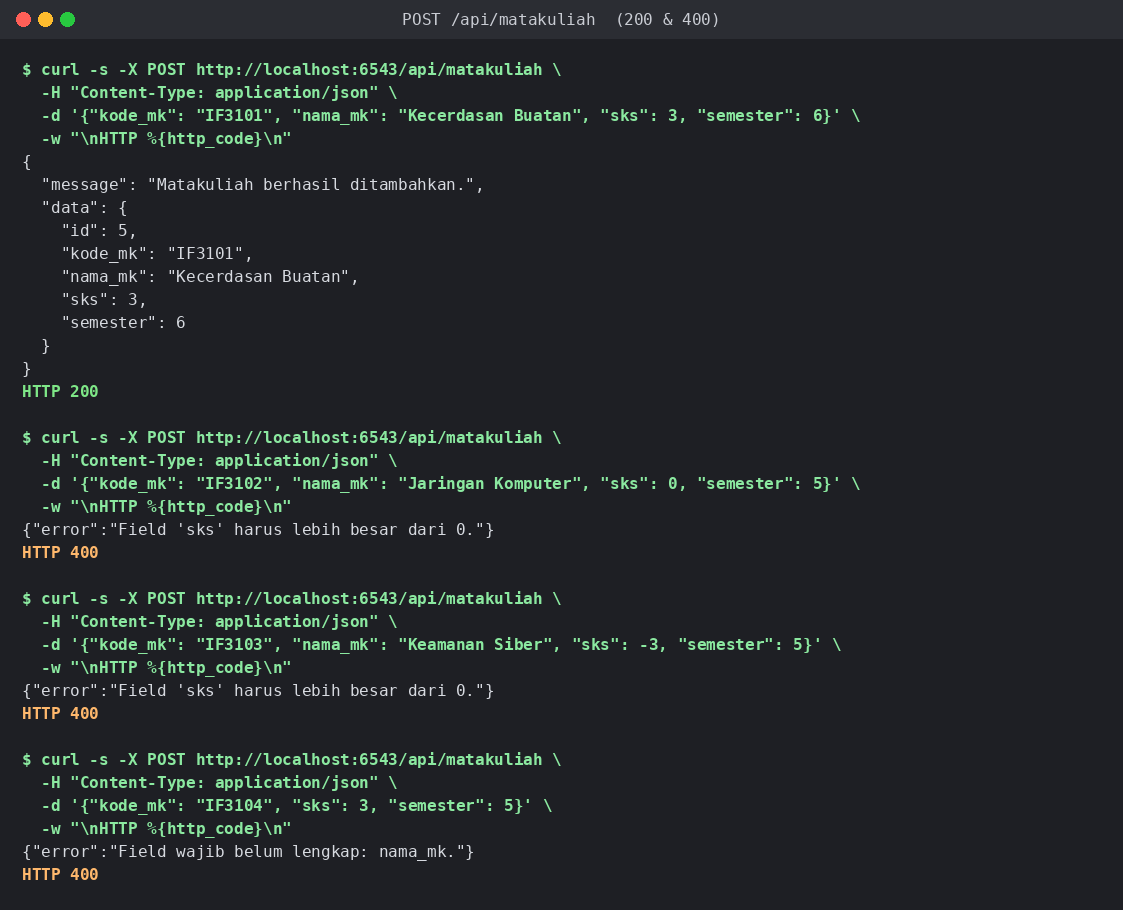 POST /api/matakuliah  (200 & 400)
$ curl -s -X POST http://localhost:6543/api/matakuliah \
  -H "Content-Type: application/json" \
  -d '{"kode_mk": "IF3101", "nama_mk": "Kecerdasan Buatan", "sks": 3, "semester": 6}' \
  -w "\nHTTP %{http_code}\n"
{
  "message": "Matakuliah berhasil ditambahkan.",
  "data": {
    "id": 5,
    "kode_mk": "IF3101",
    "nama_mk": "Kecerdasan Buatan",
    "sks": 3,
    "semester": 6
  }
}
HTTP 200
$ curl -s -X POST http://localhost:6543/api/matakuliah \
  -H "Content-Type: application/json" \
  -d '{"kode_mk": "IF3102", "nama_mk": "Jaringan Komputer", "sks": 0, "semester": 5}' \
  -w "\nHTTP %{http_code}\n"
{"error":"Field 'sks' harus lebih besar dari 0."}
HTTP 400
$ curl -s -X POST http://localhost:6543/api/matakuliah \
  -H "Content-Type: application/json" \
  -d '{"kode_mk": "IF3103", "nama_mk": "Keamanan Siber", "sks": -3, "semester": 5}' \
  -w "\nHTTP %{http_code}\n"
{"error":"Field 'sks' harus lebih besar dari 0."}
HTTP 400
$ curl -s -X POST http://localhost:6543/api/matakuliah \
  -H "Content-Type: application/json" \
  -d '{"kode_mk": "IF3104", "sks": 3, "semester": 5}' \
  -w "\nHTTP %{http_code}\n"
{"error":"Field wajib belum lengkap: nama_mk."}
HTTP 400